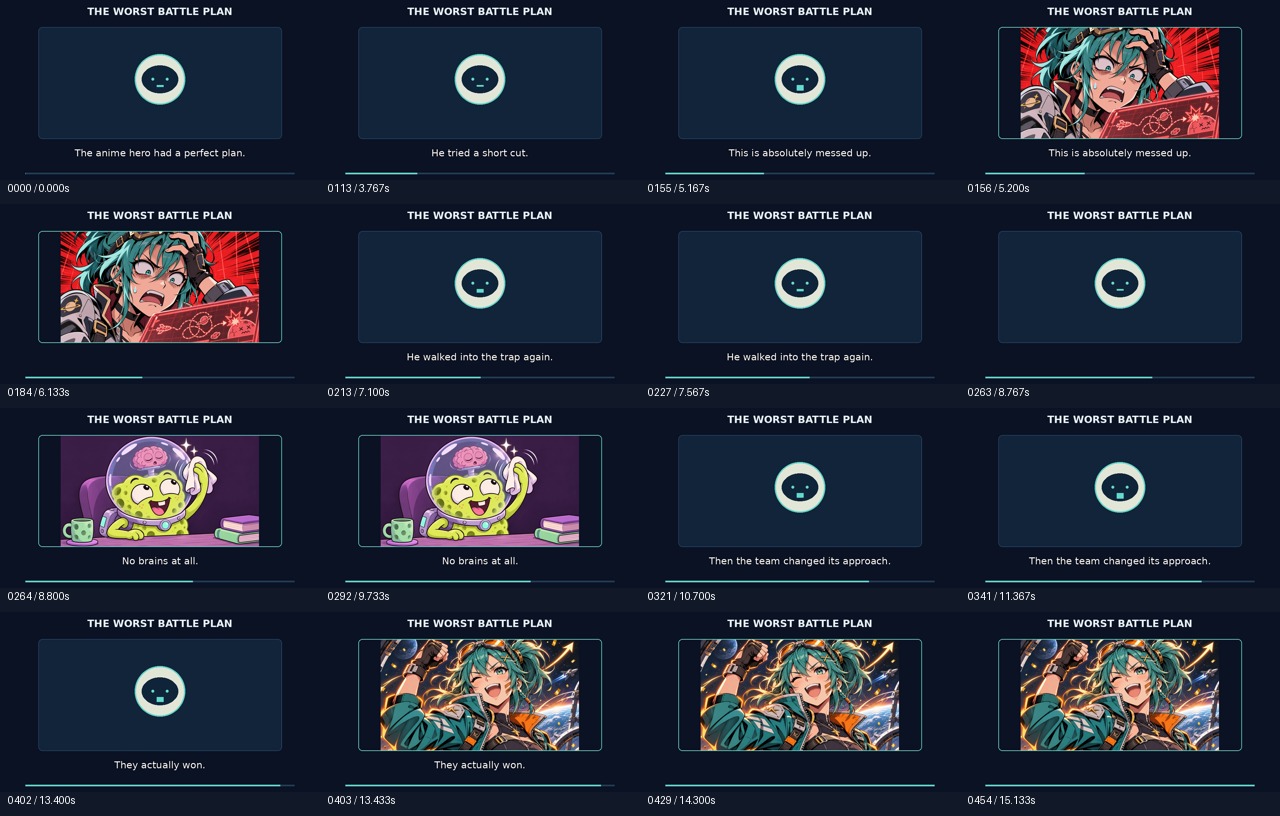 THE WORST BATTLE PLAN
The anime hero had a perfect plan.
0000 / 0.000s
THE WORST BATTLE PLAN
He tried a short cut.
0113 / 3.767s
THE WORST BATTLE PLAN
This is absolutely messed up.
0155 / 5.167s
THE WORST BATTLE PLAN
This is absolutely messed up.
0156 / 5.200s
THE WORST BATTLE PLAN
0184 / 6.133s
THE WORST BATTLE PLAN
He walked into the trap again.
0213 / 7.100s
THE WORST BATTLE PLAN
He walked into the trap again.
0227 / 7.567s
THE WORST BATTLE PLAN
0263 / 8.767s
THE WORST BATTLE PLAN
No brains at all.
0264 / 8.800s
THE WORST BATTLE PLAN
No brains at all.
0292 / 9.733s
THE WORST BATTLE PLAN
Then the team changed its approach.
0321 / 10.700s
THE WORST BATTLE PLAN
Then the team changed its approach.
0341 / 11.367s
THE WORST BATTLE PLAN
They actually won.
0402 / 13.400s
THE WORST BATTLE PLAN
They actually won.
0403 / 13.433s
THE WORST BATTLE PLAN
0429 / 14.300s
THE WORST BATTLE PLAN
0454 / 15.133s